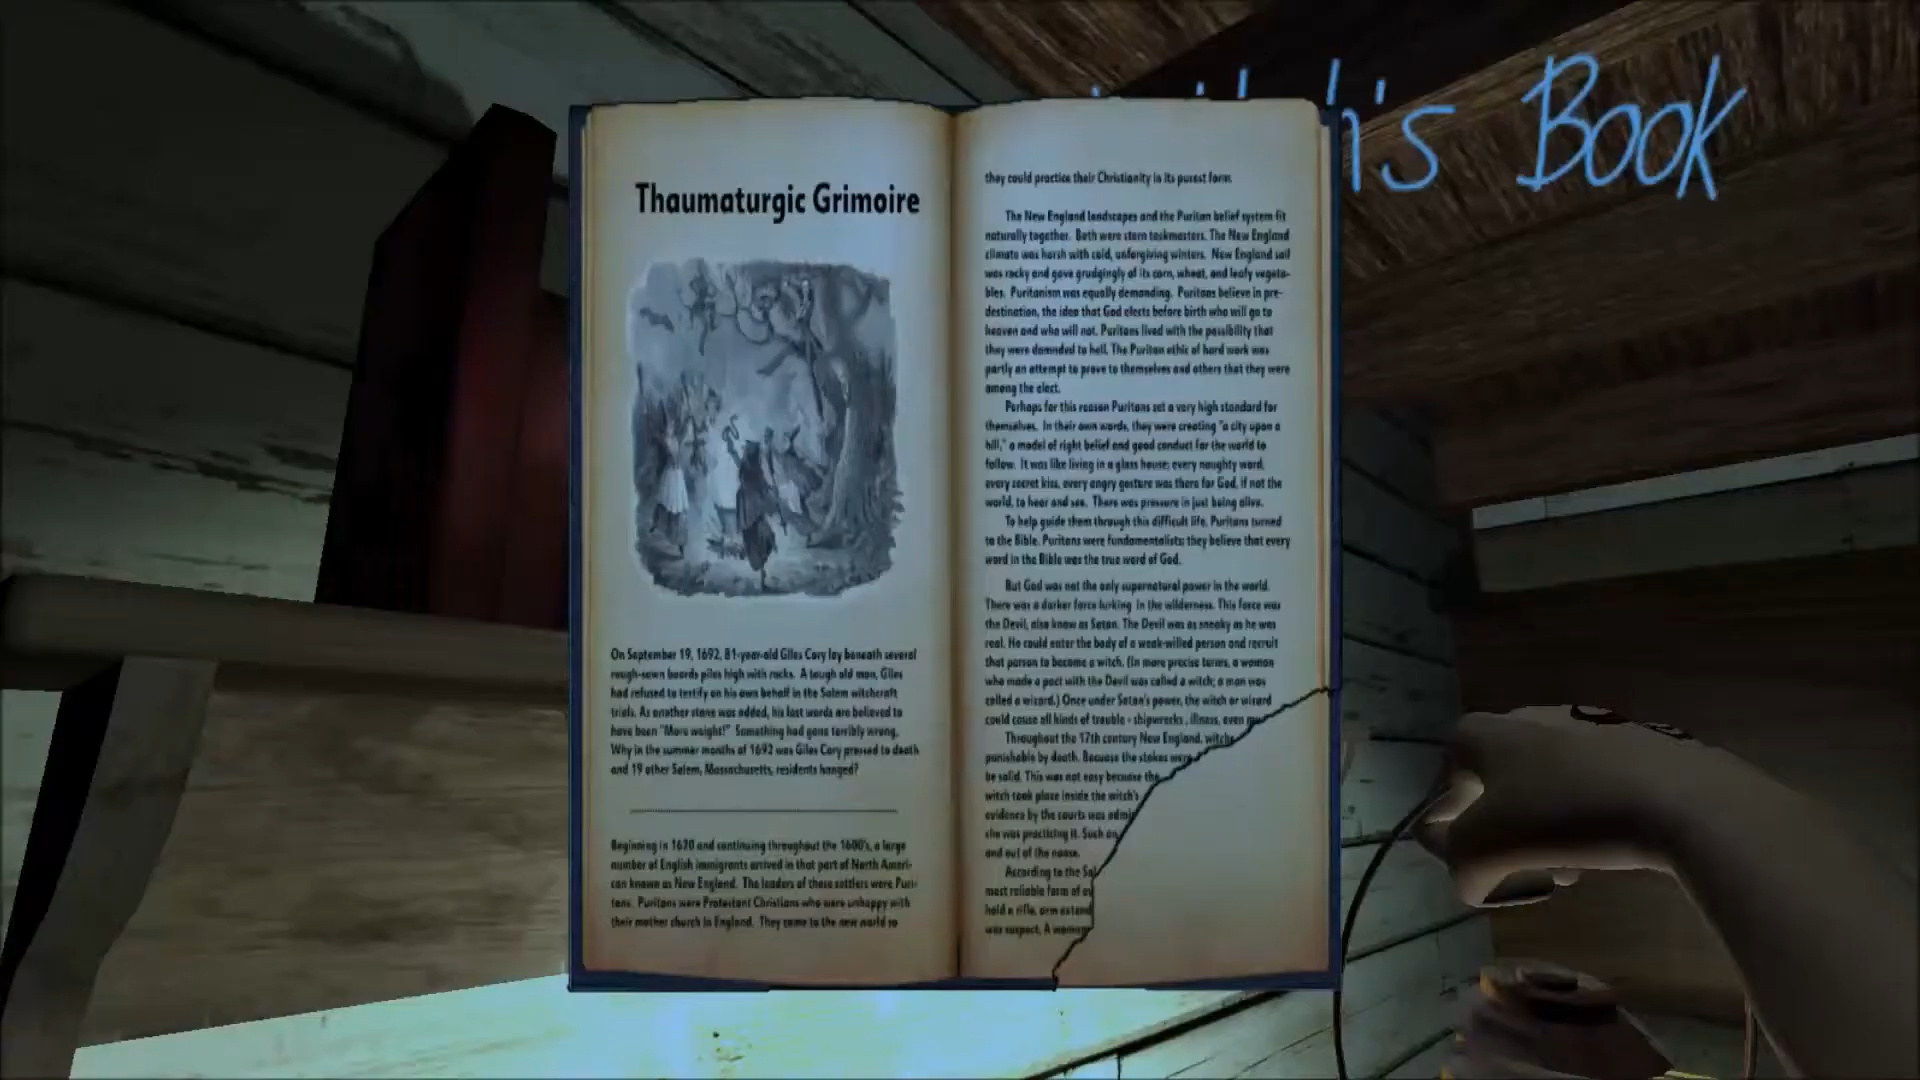 's Book
Thaumaturgic Grimoire
On September 19, 1692, 81-year-old Giles Cory lay beneath several
rough-sawn boards piles high with rocks. A tough old man, Giles
had refused to tertify on his own behalf in the Salem witchcraft
trials. As another stone was added, his last words are believed to
have been "More weight!" Something had gone terribly wrong.
Why in the summer months of 1692 was Giles Cory pressed to death
and 19 other Salem, Massachusetts, residents hanged?
Beginning in 1620 and continuing throughout the 1600's, a large
number of English immigrants arrived in that part of North Ameri-
can known as New England. The leaders of these settlers were Puri-
tans. Puritans were Protestant Christians who were unhappy with
their mother church in England. They came to the new world so
they could practice their Christianity in its purest form.
The New England landscapes and the Puritan belief system fit
naturally together. Both were stern taskmasters. The New England
climate was harsh with cold, unforgiving winters. New England soil
was rocky and gave grudgingly of its corn, wheat, and leafy vegeta-
bles. Puritanism was equally demanding. Puritans believe in pre-
destination, the idea that God elects before birth who will go to
heaven and who will not. Puritans lived with the possibility that
they were damnded to hell. The Puritan ethic of hard work was
partly an attempt to prove to themselves and others that they were
among the elect.
Perhaps for this reason Puritans set a very high standard for
themselves. In their own words, they were creating "a city upon a
hill," a model of right belief and good conduct for the world to
follow. It was like living in a glass house; every naughty word,
every secret kiss, every angry gesture was there for God, if not the
world, to hear and see. There was pressure in just being alive.
To help guide them through this difficult life, Puritans turned
to the Bible. Puritans were fundamentalists; they believe that every
word in the Bible was the true word of God.
But God was not the only supernatural power in the world.
There was a darker force lurking in the wilderness. This force was
the Devil, also know as Satan. The Devil was as sneaky as he was
real. He could enter the body of a weak-willed person and recruit
that person to become a witch. (In more precise terms, a woman
who made a pact with the Devil was called a witch; a man was
called a wizard.) Once under Satan's power, the witch or wizard
could cause all kinds of trouble - shipwrecks, illness, even
Throughout the 17th century New England, witch
punishable by death. Because the stakes were
be solid. This was not easy because the
witch took place inside the witch's
evidence by the courts was
she was practicing it. Such
and out of the noose.
According to the
most reliable form of
hold a rifle, arm
was suspect. A